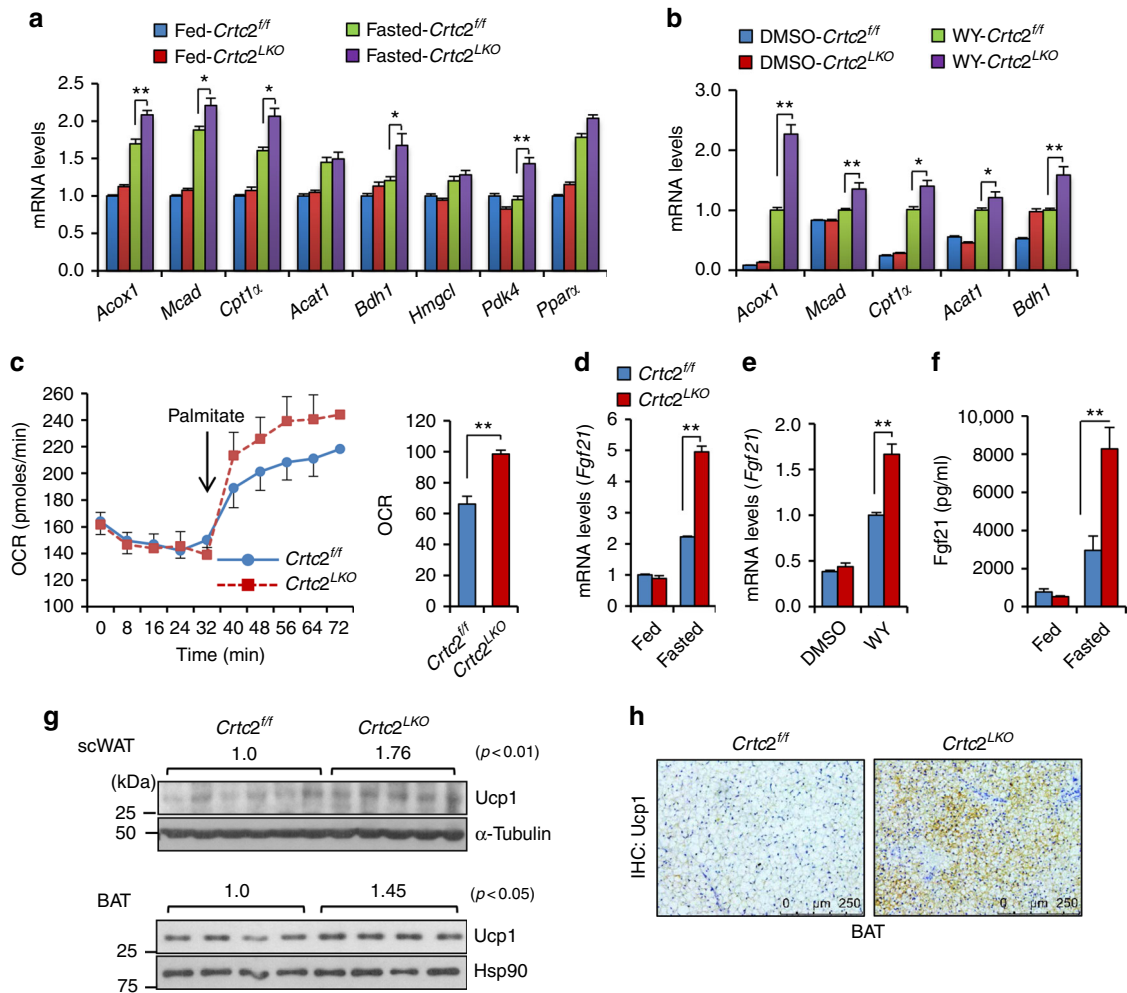 a
Fed-Crtc2f/f
Fasted-Crtc2f/f
Fed-Crtc2LKO
Fasted-Crtc2LKO
mRNA levels
2.5
2.0
1.5
1.0
0.5
0.0
** * * * **
Acox1 Mcad Cpt1α Acat1 Bdh1 Hmgcl Pdk4 Pparα
b
DMSO-Crtc2f/f
WY-Crtc2f/f
DMSO-Crtc2LKO
WY-Crtc2LKO
mRNA levels
3.0
2.0
1.0
0.0
** ** * * **
Acox1 Mcad Cpt1α Acat1 Bdh1
c
OCR (pmoles/min)
260
240
220
200
180
160
140
120
100
Palmitate
Crtc2f/f
Crtc2LKO
0 8 16 24 32 40 48 56 64 72
Time (min)
OCR
120
100
80
60
40
20
0
**
Crtc2f/f
Crtc2LKO
d
Crtc2f/f
Crtc2LKO
mRNA levels (Fgf21)
6
5
4
3
2
1
0
**
Fed
Fasted
e
mRNA levels (Fgf21)
2.0
1.5
1.0
0.5
0.0
**
DMSO
WY
f
Fgf21 (pg/ml)
10,000
8000
6000
4000
2000
0
**
Fed
Fasted
g
Crtc2f/f Crtc2LKO
scWAT
1.0 1.76 (p<0.01)
(kDa)
Ucp1
25
50
α-Tubulin
BAT
1.0 1.45 (p<0.05)
Ucp1
25
Hsp90
75
h
Crtc2f/f Crtc2LKO
IHC: Ucp1
0 μm 250
0 μm 250
BAT